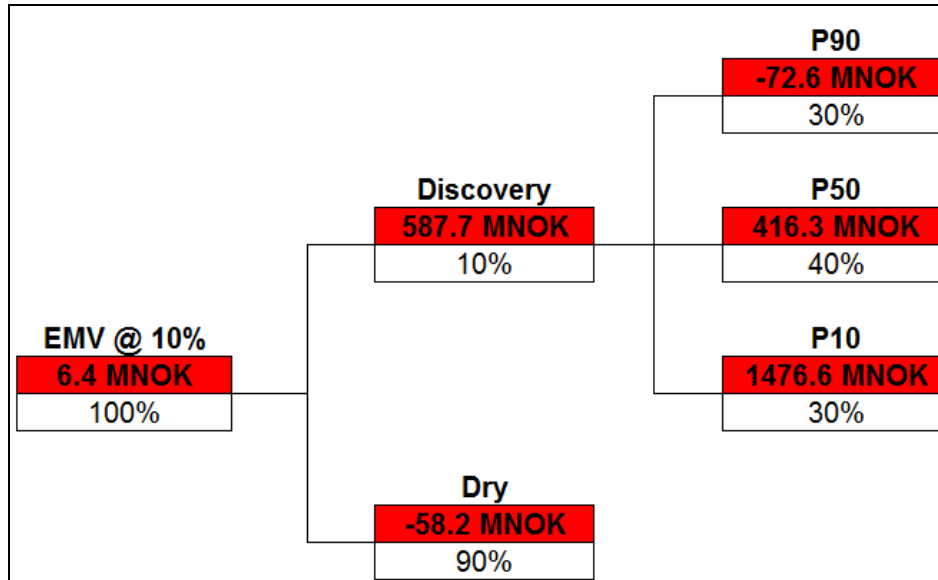 P90
-72.6 MNOK
30%
Discovery
587.7 MNOK
10%
P50
416.3 MNOK
40%
EMV @ 10%
6.4 MNOK
100%
P10
1476.6 MNOK
30%
Dry
-58.2 MNOK
90%